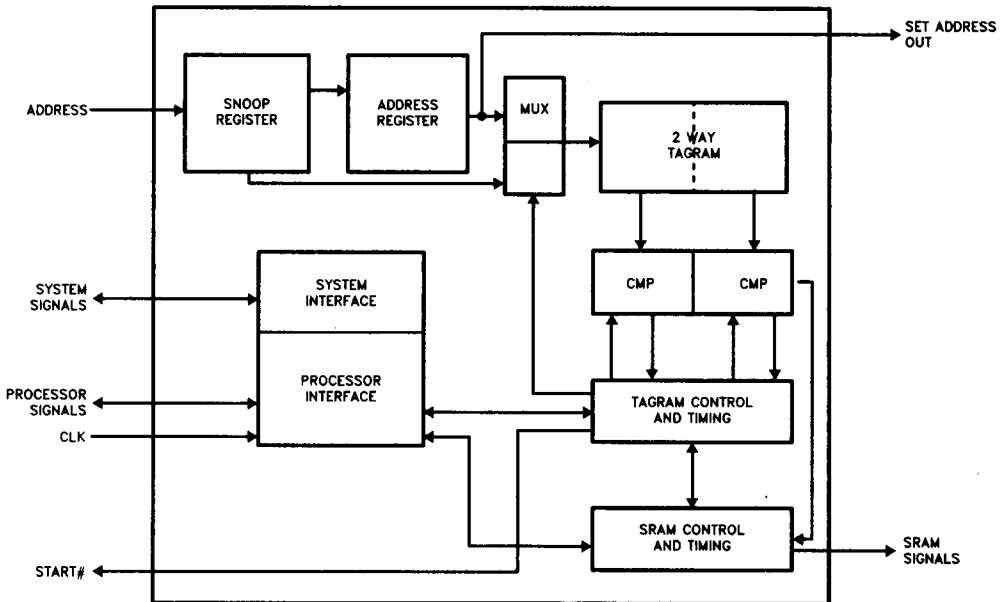 SET ADDRESS
OUT
ADDRESS
SNOOP
REGISTER
ADDRESS
REGISTER
MUX
2 WAY
TAGRAM
SYSTEM
SIGNALS
SYSTEM
INTERFACE
CMP
CMP
PROCESSOR
SIGNALS
PROCESSOR
INTERFACE
CLK
TAGRAM CONTROL
AND TIMING
SRAM CONTROL
AND TIMING
SRAM
SIGNALS
START#